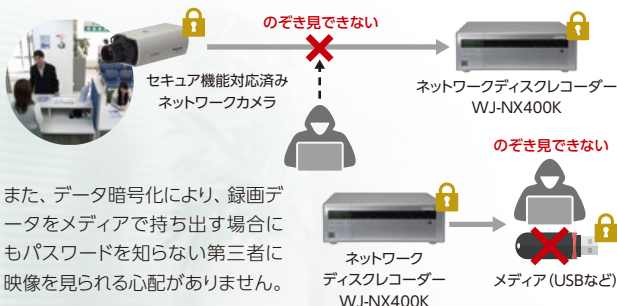 のぞき見できない
セキュア機能対応済み
ネットワークカメラ
ネットワークディスクレコーダー
WJ-NX400K
のぞき見できない
また、データ暗号化により、録画デ
ータをメディアで持ち出す場合に
もパスワードを知らない第三者に
映像を見られる心配がありません。
ネットワーク
ディスクレコーダー
WJ-NX400K
メディア（USBなど）